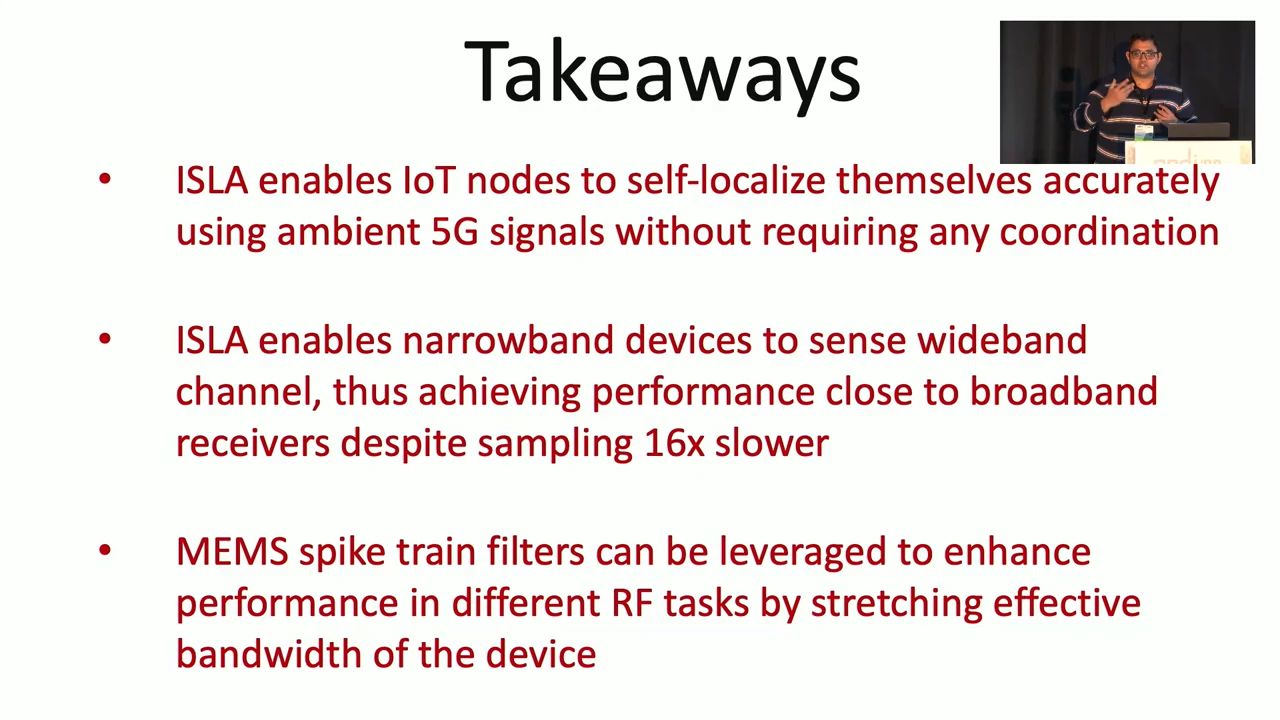 Takeaways
• ISLA enables IoT nodes to self-localize themselves accurately
using ambient 5G signals without requiring any coordination
• ISLA enables narrowband devices to sense wideband
channel, thus achieving performance close to broadband
receivers despite sampling 16x slower
• MEMS spike train filters can be leveraged to enhance
performance in different RF tasks by stretching effective
bandwidth of the device